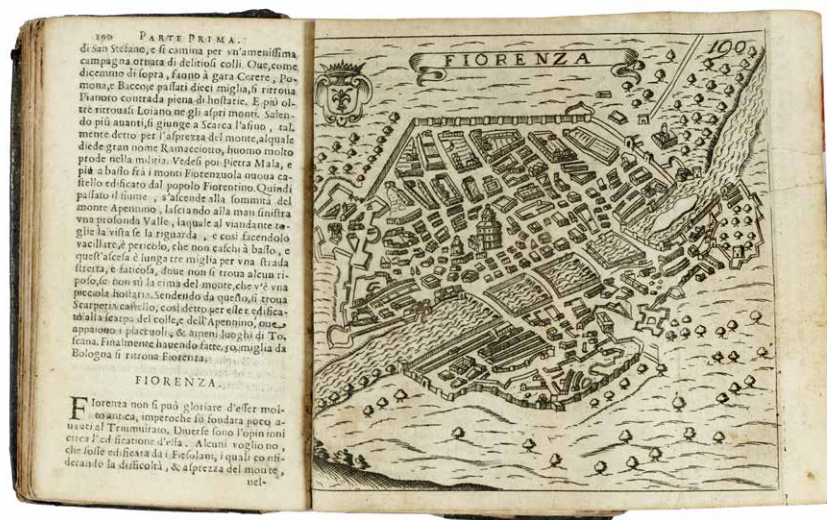 190 PARTE PRIMA.
di San Stefano, e si camina per vn'amenissima
campagna ornata di delitiosi colli. Oue, come
dicemmo di sopra, fanno à gara Cerere, Po-
mona, e Bacco; e passati dieci miglia, si ritroua
Pianoro contrada piena di hostarie. E più ol-
tre ritrouasi Loiano ne gli aspri monti. Salen-
do più auanti, si giunge a Scarca l'asino, tal-
mente detto per l'asprezza del monte, alquale
diede gran nome Ramacciotto, huomo molto
prode nella militia. Vedesi poi Pietra Mala, e
più a basso frà i monti Fiorenzuola nuoua ca-
stello edificato dal popolo Fiorentino. Quindi
passato il fiume, s'ascende alla sommità del
monte Apennino, lasciando alla man sinistra
vna profonda Valle, laquale al viandante to-
glie la vista se la riguarda, e così facendolo
vacillare, è pericolo, che non caschi à basso, e
quest'ascesa è lunga tre miglia per vna strada
stretta, e faticosa, doue non si troua alcun ri-
poso, se non sù la cima del monte, che v'è vna
picciola hostaria. Sendendo da questo, si troua
Scarperia castello, così detto per esser edifica-
to alla scarpa del colle, e dell'Apennino, oue
appaiono i piaceuoli, & ameni luoghi di To-
scana. Finalmente hauendo fatte, 50, miglia da
Bologna si ritroua Fiorenza.
FIORENZA.
Fiorenza non si può gloriare d'esser mol-
to antica, imperoche fù fondata poco a-
uanti al Triumuirato. Diuerse sono l'opinioni
circa l'edificatione d'essa. Alcuni vogliono,
che fosse edificata da i Fiesolani, i quali consi-
derando la difficoltà, & asprezza del monte,
nel-
FIORENZA
190